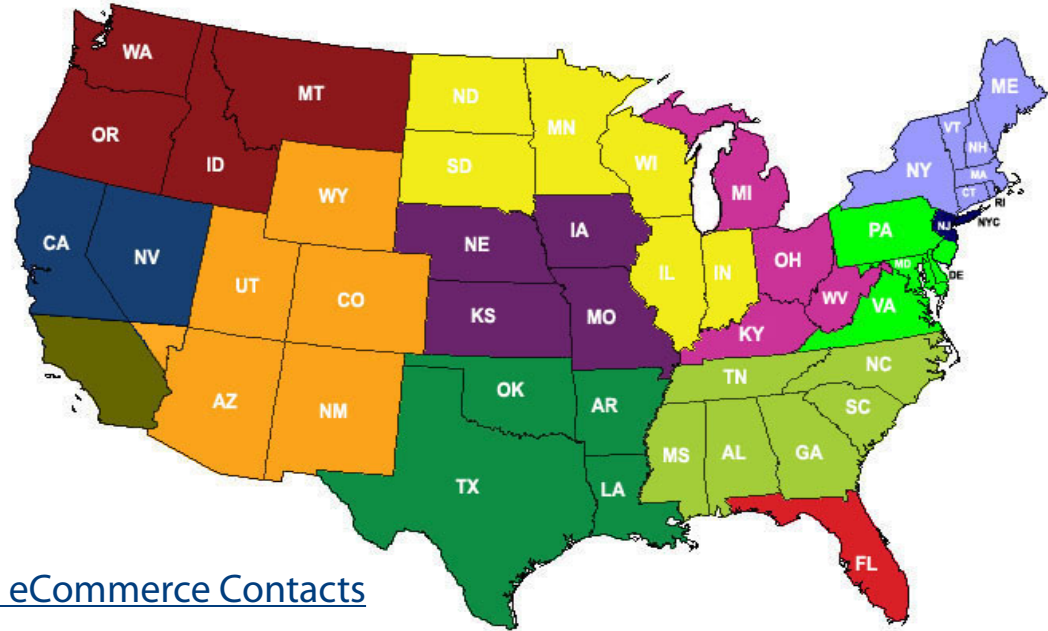 WA
MT
ND
MN
ME
OR
ID
SD
WI
MI
VT
NH
NY
MA
CT
RI
WY
NE
IA
PA
NJ
NYC
CA
NV
UT
CO
KS
MO
IL
IN
OH
WV
MD
DE
VA
KY
AZ
NM
OK
AR
TN
NC
SC
TX
LA
MS
AL
GA
FL
eCommerce Contacts